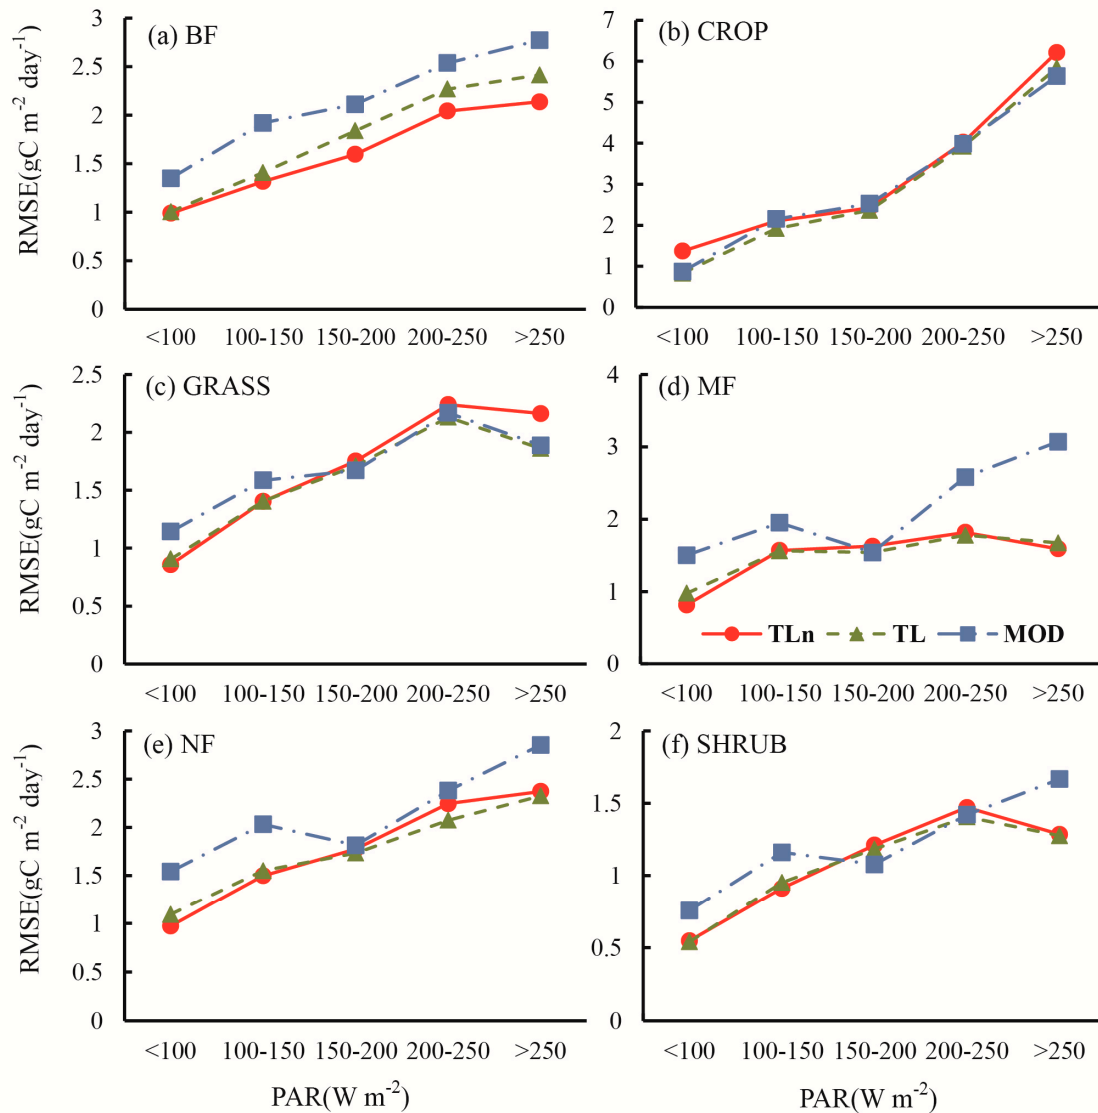 (a) BF
RMSE(gC m-2 day-1)
3
2.5
2
1.5
1
0.5
0
<100 100-150 150-200 200-250 >250
(b) CROP
7
6
5
4
3
2
1
0
<100 100-150 150-200 200-250 >250
(c) GRASS
RMSE(gC m-2 day-1)
2.5
2
1.5
1
0.5
0
<100 100-150 150-200 200-250 >250
(d) MF
4
3
2
1
0
TLn TL MOD
<100 100-150 150-200 200-250 >250
(e) NF
RMSE(gC m-2 day-1)
3
2.5
2
1.5
1
0.5
0
<100 100-150 150-200 200-250 >250
PAR(W m-2)
(f) SHRUB
2
1.5
1
0.5
0
<100 100-150 150-200 200-250 >250
PAR(W m-2)